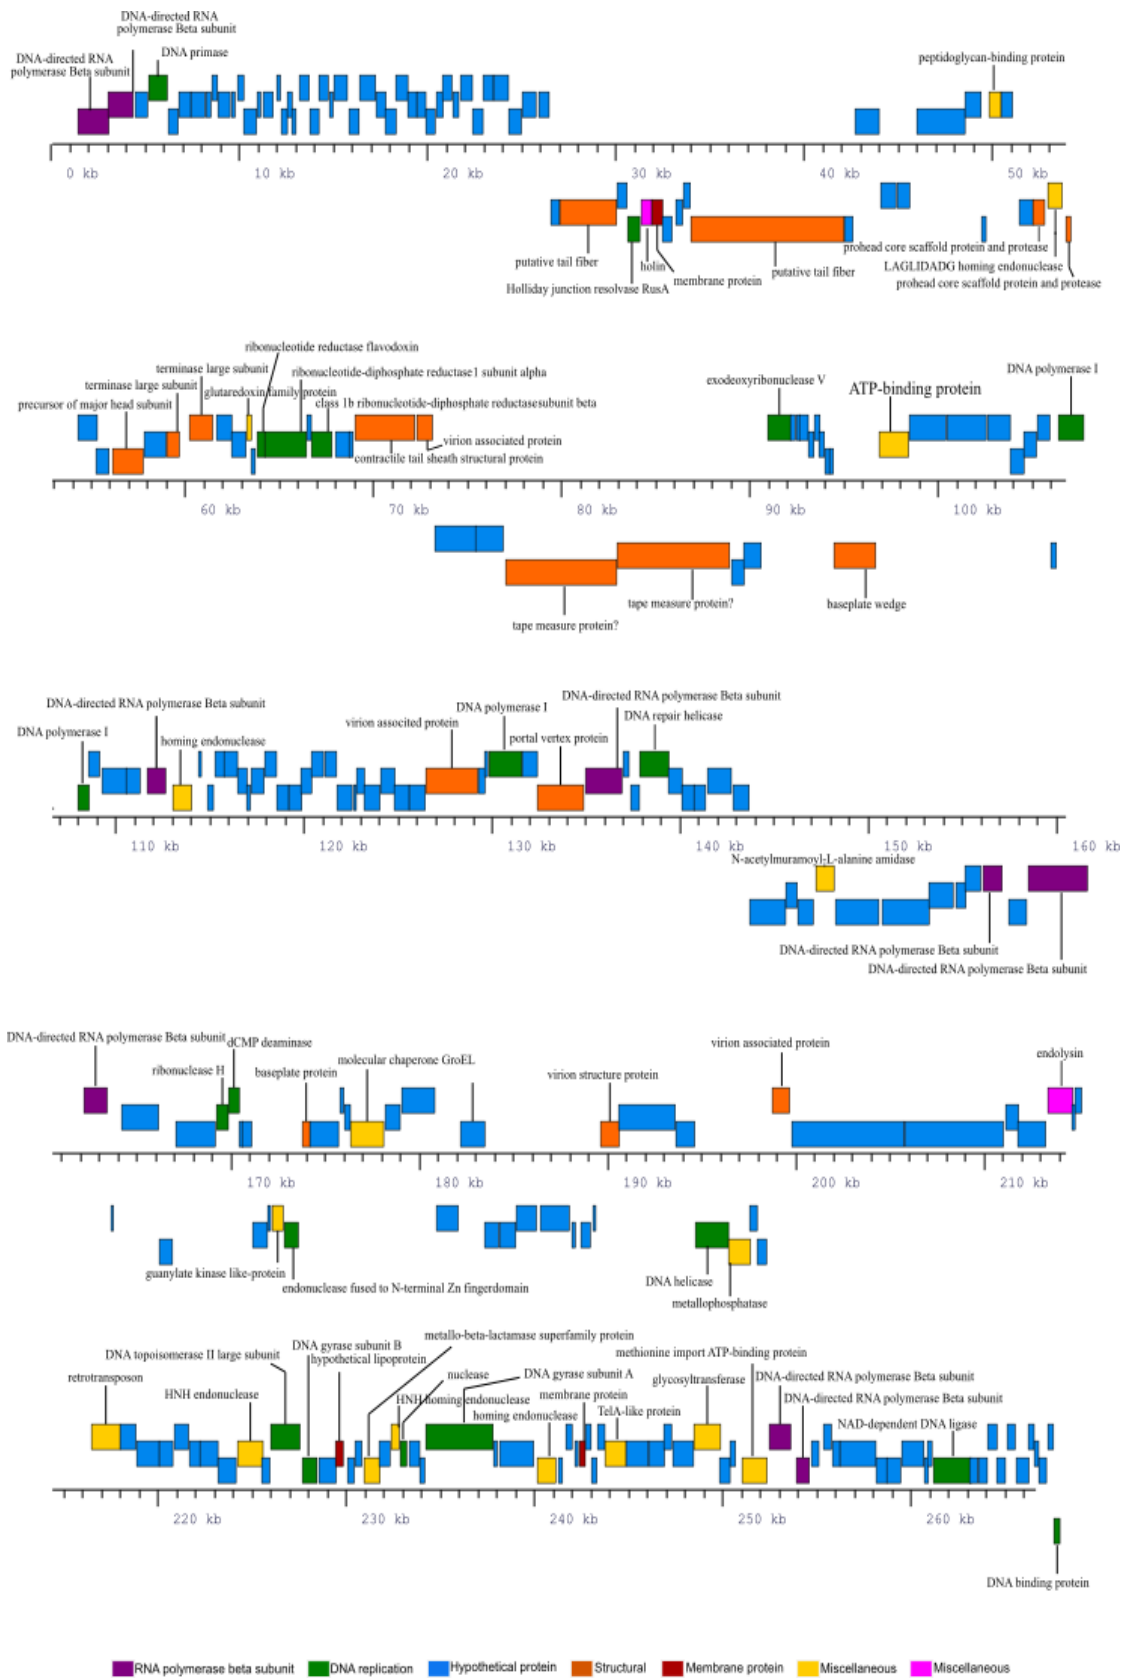 DNA-directed RNA
polymerase Beta subunit
DNA primase
DNA-directed RNA
polymerase Beta subunit
peptidoglycan-binding protein
0 kb 10 kb 20 kb 30 kb 40 kb 50 kb
prohead core scaffold protein and protease
putative tail fiber
holin
LAGLIDADG homing endonuclease
membrane protein
putative tail fiber
Holliday junction resolvase RusA
prohead core scaffold protein and protease
ribonucleotide reductase flavodoxin
terminase large subunit
ribonucleotide-diphosphate reductase1 subunit alpha
DNA polymerase I
terminase large subunit
glutaredoxin family protein
exodeoxyribonuclease V
ATP-binding protein
precursor of major head subunit
class 1b ribonucleotide-diphosphate reductasesubunit beta
virion associated protein
contractile tail sheath structural protein
60 kb 70 kb 80 kb 90 kb 100 kb
tape measure protein?
baseplate wedge
tape measure protein?
DNA-directed RNA polymerase Beta subunit
DNA-directed RNA polymerase Beta subunit
DNA polymerase I
virion associted protein
DNA repair helicase
DNA polymerase I
homing endonuclease
portal vertex protein
110 kb 120 kb 130 kb 140 kb 150 kb 160 kb
N-acetylmuramoyl-L-alanine amidase
DNA-directed RNA polymerase Beta subunit
DNA-directed RNA polymerase Beta subunit
DNA-directed RNA polymerase Beta subunit
dCMP deaminase
virion associated protein
molecular chaperone GroEL
endolysin
ribonuclease H
baseplate protein
virion structure protein
170 kb 180 kb 190 kb 200 kb 210 kb
guanylate kinase like-protein
endonuclease fused to N-terminal Zn fingerdomain
DNA helicase
metallophosphatase
metallo-beta-lactamase superfamily protein
DNA gyrase subunit B
DNA topoisomerase II large subunit
hypothetical lipoprotein
methionine import ATP-binding protein
retrotransposon
nuclease
DNA gyrase subunit A
glycosyltransferase
DNA-directed RNA polymerase Beta subunit
HNH endonuclease
HNH homing endonuclease
membrane protein
DNA-directed RNA polymerase Beta subunit
homing endonuclease
TelA-like protein
NAD-dependent DNA ligase
220 kb 230 kb 240 kb 250 kb 260 kb
DNA binding protein
RNA polymerase beta subunit DNA replication Hypothetical protein Structural Membrane protein Miscellaneous Miscellaneous